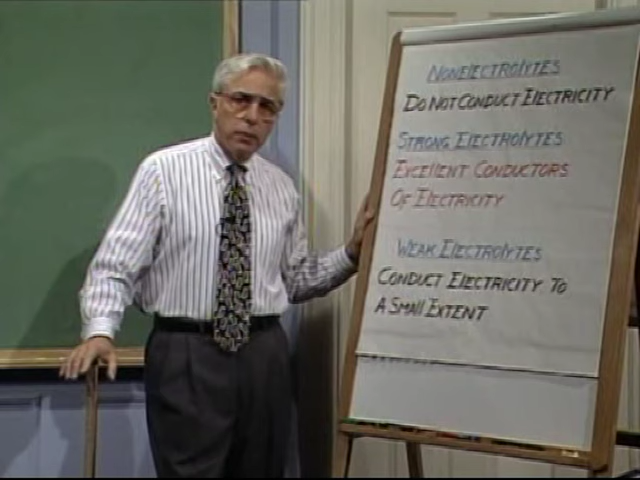 NONELECTROLYTES
DO NOT CONDUCT ELECTRICITY
STRONG ELECTROLYTES
EXCELLENT CONDUCTORS
OF ELECTRICITY
WEAK ELECTROLYTES
CONDUCT ELECTRICITY TO
A SMALL EXTENT